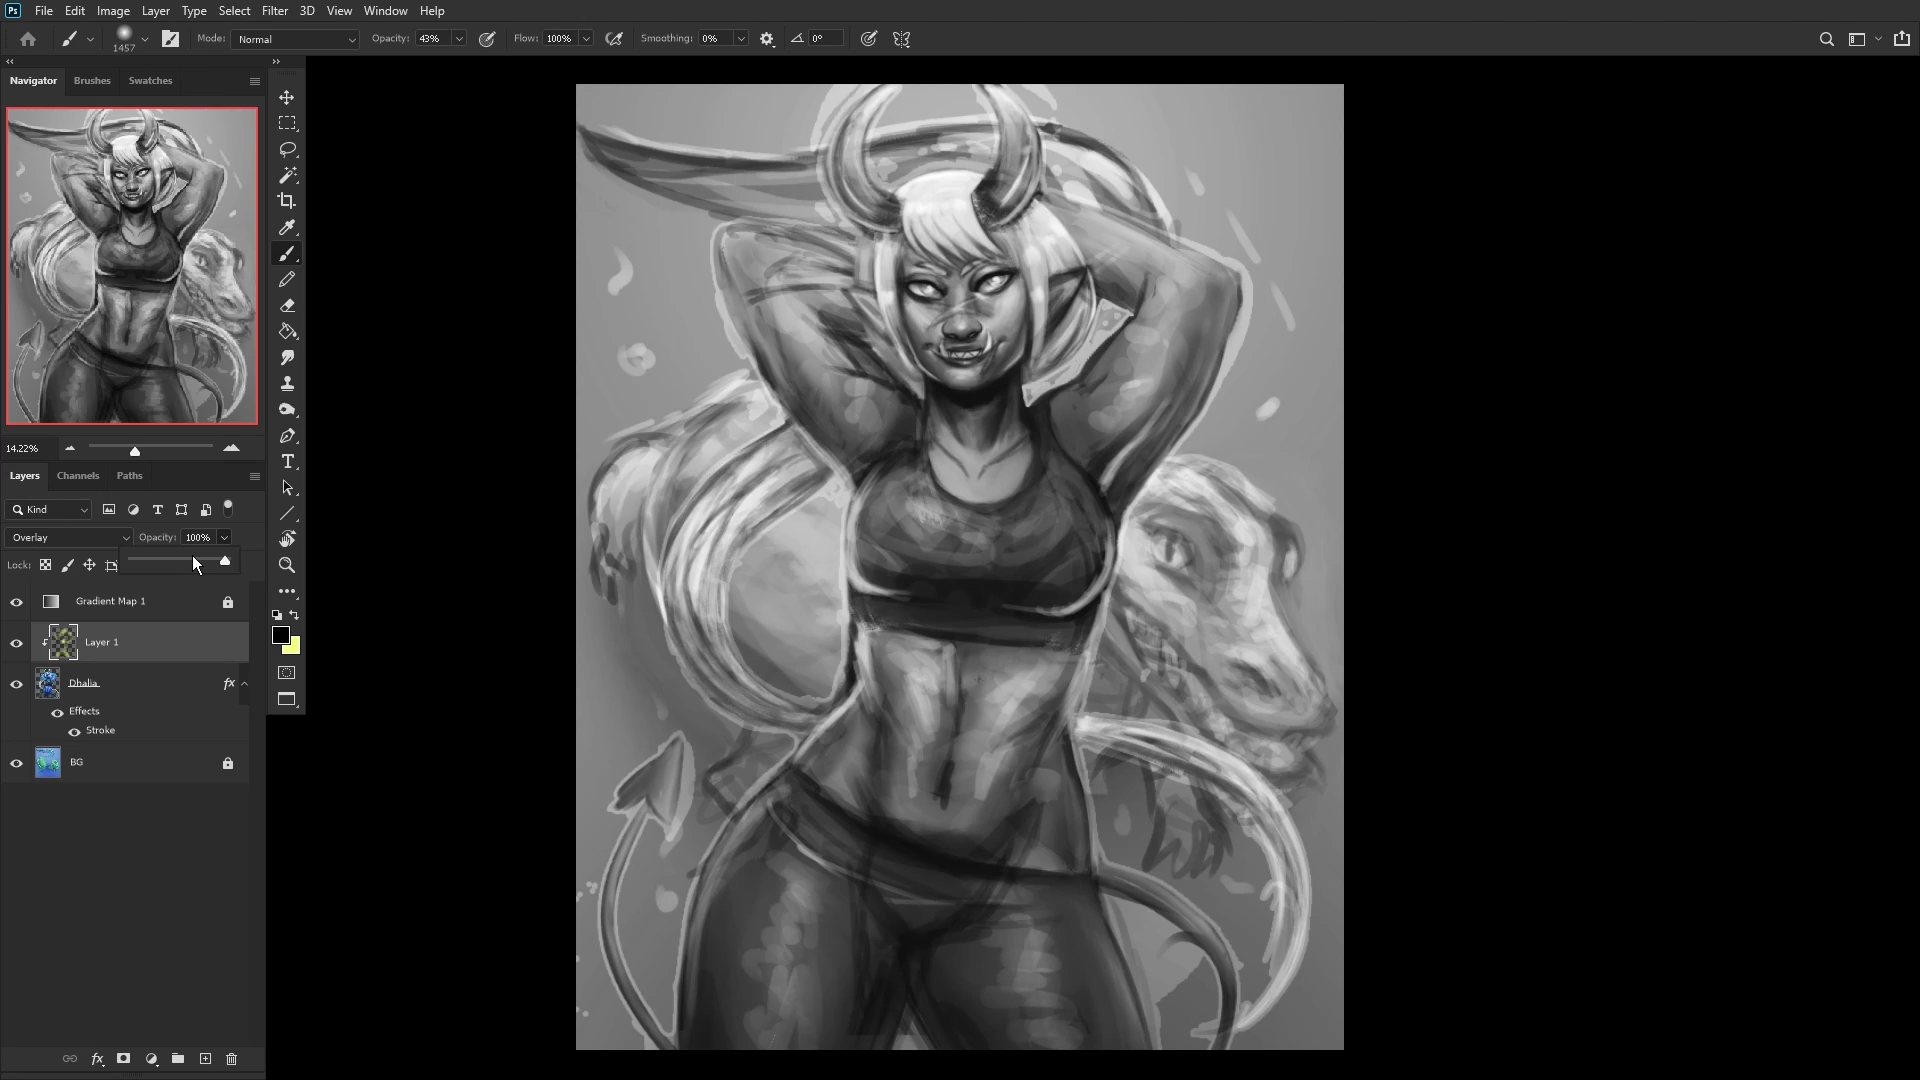 Ps File Edit Image Layer Type Select Filter 3D View Window Help
1457 Mode: Normal Opacity: 43% Flow: 100% Smoothing: 0% 0°
Navigator Brushes Swatches
14.22%
Layers Channels Paths
Kind T
Overlay Opacity: 100%
Lock:
Gradient Map 1
Layer 1
Dhalia fx
Effects
Stroke
BG
fx
T